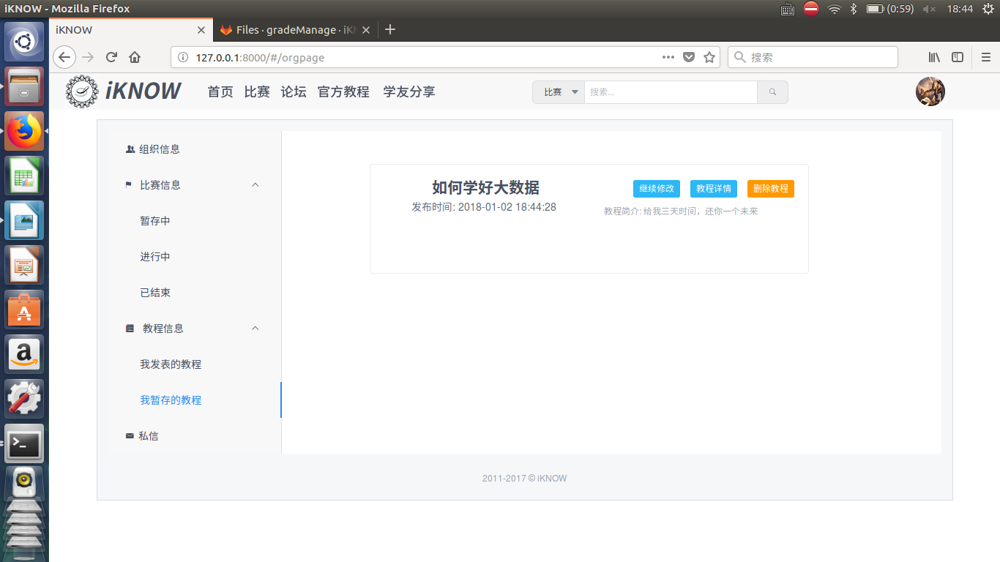 iKNOW - Mozilla Firefox
(0:59)
18:44
iKNOW
Files · gradeManage · iKN
127.0.0.1:8000/#/orgpage
搜索
iKNOW
首页 比赛 论坛 官方教程 学友分享
比赛
搜索...
组织信息
比赛信息
暂存中
进行中
已结束
教程信息
我发表的教程
我暂存的教程
私信
如何学好大数据
发布时间: 2018-01-02 18:44:28
继续修改 教程详情 删除教程
教程简介: 给我三天时间，还你一个未来
2011-2017 © iKNOW